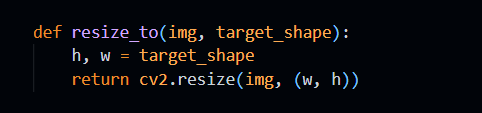 def resize_to(img, target_shape):
    h, w = target_shape
    return cv2.resize(img, (w, h))